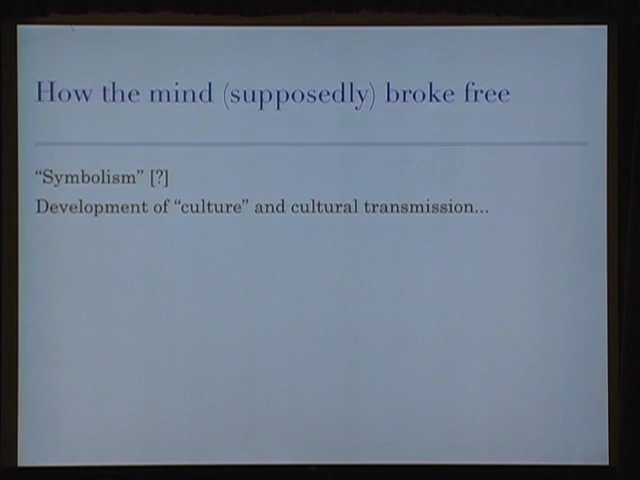 How the mind (supposedly) broke free
“Symbolism” [?]
Development of “culture” and cultural transmission...